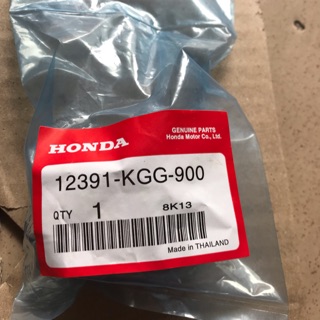 GENUINE PARTS
HONDA Honda Motor Co., Ltd.
12391-KGG-900
QTY 1 8K13
Made in THAILAND